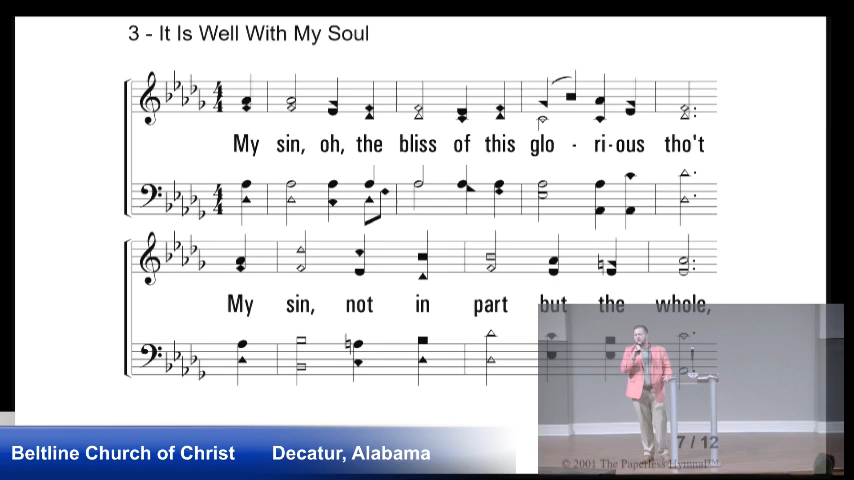 3 - It Is Well With My Soul
My sin, oh, the bliss of this glo - ri-ous tho't
My sin, not in part but the whole,
7 / 12
Beltline Church of Christ Decatur, Alabama
© 2001 The Paperless Hymnal™